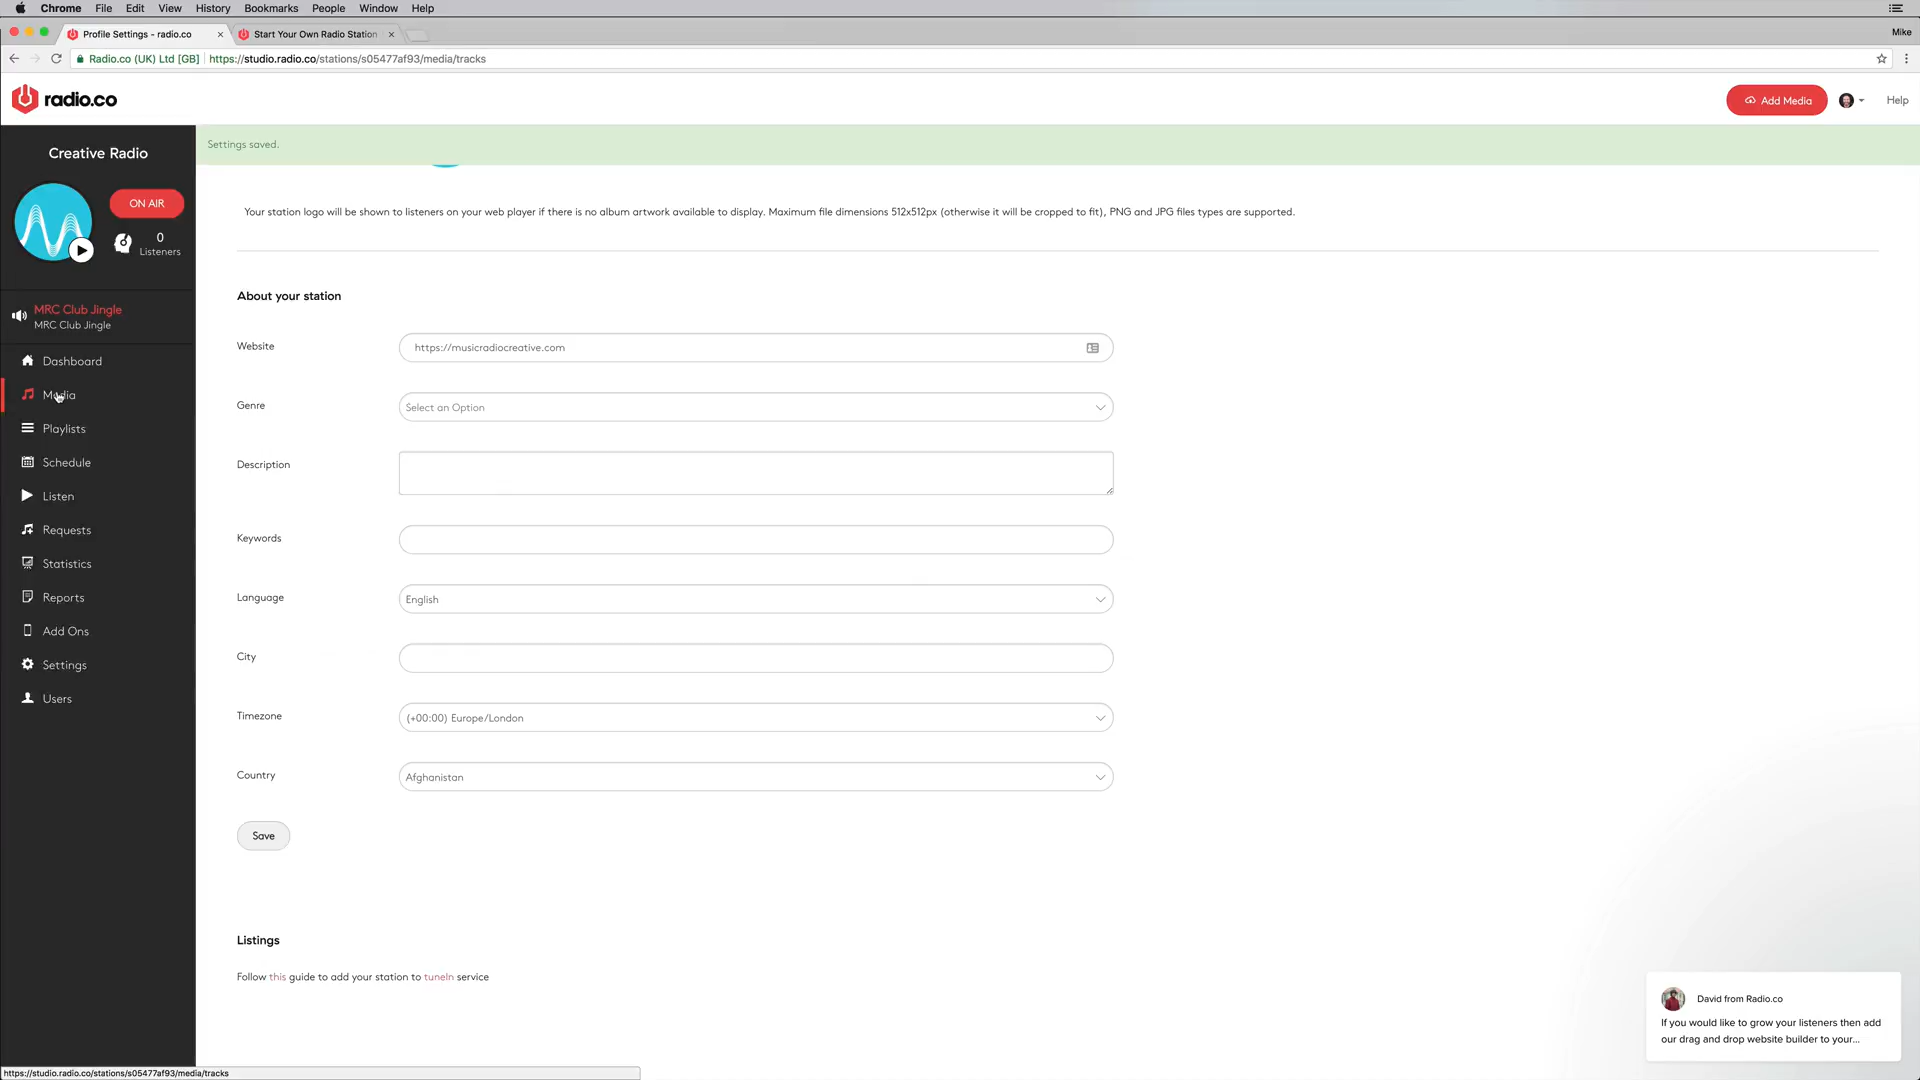 Chrome File Edit View History Bookmarks People Window Help
Profile Settings - radio.co
Start Your Own Radio Station
Mike
Radio.co (UK) Ltd [GB] https://studio.radio.co/stations/s05477af93/media/tracks
radio.co
Add Media
Help
Creative Radio
ON AIR
0
Listeners
MRC Club Jingle
MRC Club Jingle
Dashboard
Media
Playlists
Schedule
Listen
Requests
Statistics
Reports
Add Ons
Settings
Users
Settings saved.
Your station logo will be shown to listeners on your web player if there is no album artwork available to display. Maximum file dimensions 512x512px (otherwise it will be cropped to fit), PNG and JPG files types are supported.
About your station
Website
https://musicradiocreative.com
Genre
Select an Option
Description
Keywords
Language
English
City
Timezone
(+00:00) Europe/London
Country
Afghanistan
Save
Listings
Follow this guide to add your station to tuneIn service
David from Radio.co
If you would like to grow your listeners then add
our drag and drop website builder to your...
https://studio.radio.co/stations/s05477af93/media/tracks